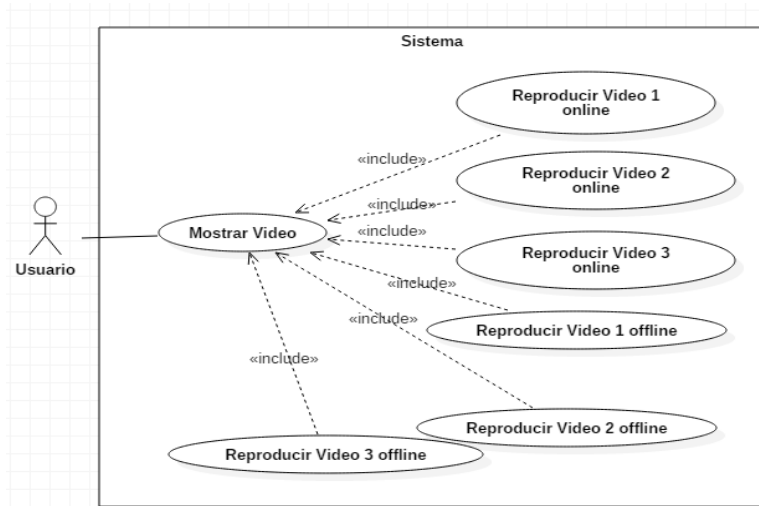 Sistema
Reproducir Video 1
online
«include»
Reproducir Video 2
online
«include»
Mostrar Video
«include»
Reproducir Video 3
online
Usuario
«include»
«include»
Reproducir Video 1 offline
«include»
Reproducir Video 2 offline
Reproducir Video 3 offline